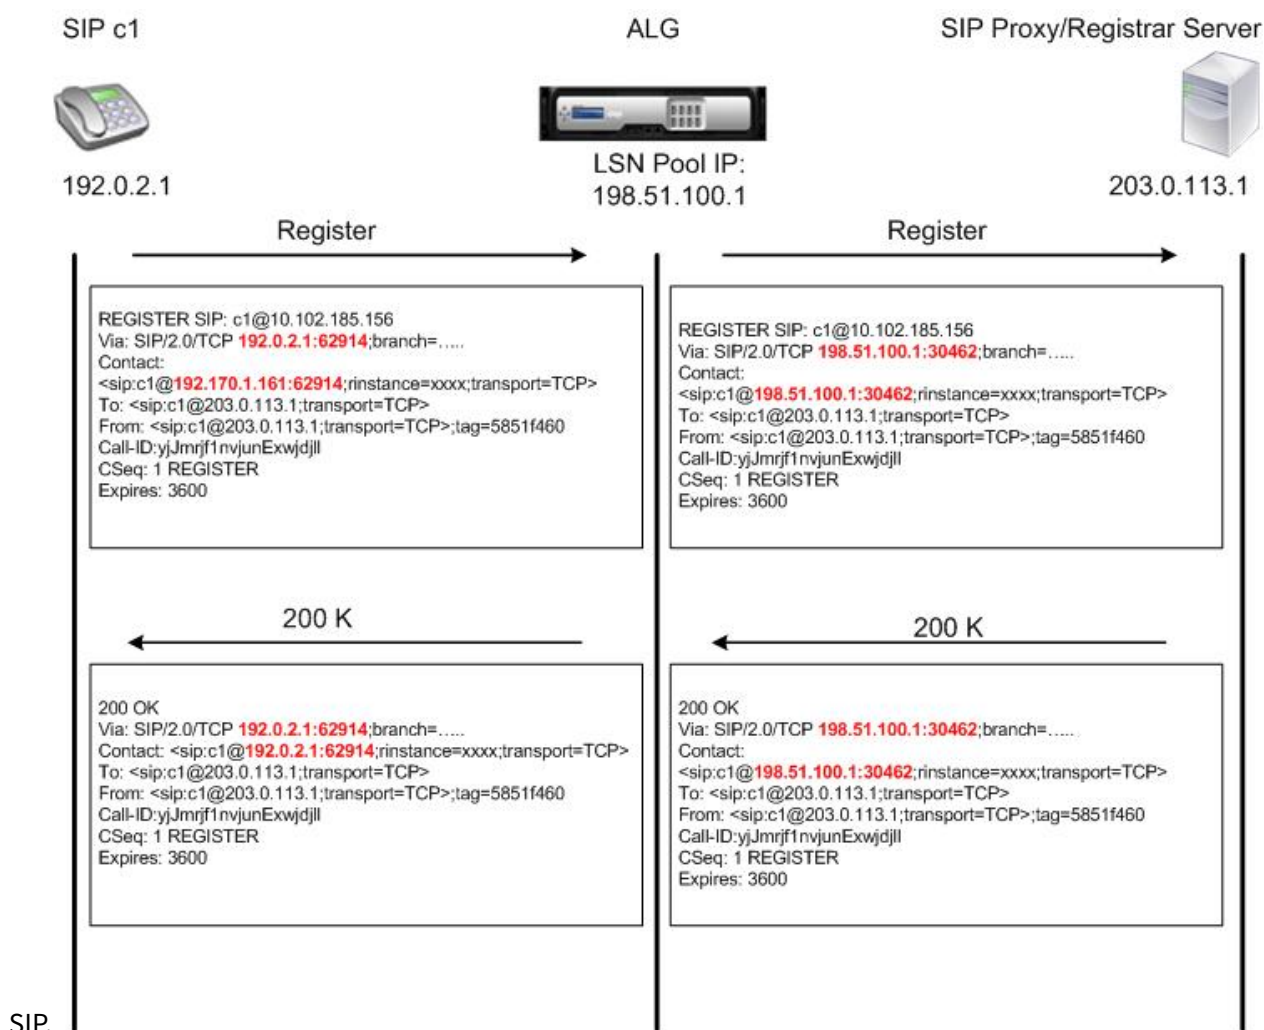 SIP c1
ALG
SIP Proxy/Registrar Server
192.0.2.1
LSN Pool IP:
198.51.100.1
203.0.113.1
Register
Register
REGISTER SIP: c1@10.102.185.156
Via: SIP/2.0/TCP 192.0.2.1:62914;branch=…..
Contact:
<sip:c1@192.170.1.161:62914;rinstance=xxxx;transport=TCP>
To: <sip:c1@203.0.113.1;transport=TCP>
From: <sip:c1@203.0.113.1;transport=TCP>;tag=5851f460
Call-ID:yjJmrjf1nvjunExwjdjlI
CSeq: 1 REGISTER
Expires: 3600
REGISTER SIP: c1@10.102.185.156
Via: SIP/2.0/TCP 198.51.100.1:30462;branch=…..
Contact:
<sip:c1@198.51.100.1:30462;rinstance=xxxx;transport=TCP>
To: <sip:c1@203.0.113.1;transport=TCP>
From: <sip:c1@203.0.113.1;transport=TCP>;tag=5851f460
Call-ID:yjJmrjf1nvjunExwjdjlI
CSeq: 1 REGISTER
Expires: 3600
200 K
200 K
200 OK
Via: SIP/2.0/TCP 192.0.2.1:62914;branch=…..
Contact: <sip:c1@192.0.2.1:62914;rinstance=xxxx;transport=TCP>
To: <sip:c1@203.0.113.1;transport=TCP>
From: <sip:c1@203.0.113.1;transport=TCP>;tag=5851f460
Call-ID:yjJmrjf1nvjunExwjdjlI
CSeq: 1 REGISTER
Expires: 3600
200 OK
Via: SIP/2.0/TCP 198.51.100.1:30462;branch=…..
Contact:
<sip:c1@198.51.100.1:30462;rinstance=xxxx;transport=TCP>
To: <sip:c1@203.0.113.1;transport=TCP>
From: <sip:c1@203.0.113.1;transport=TCP>;tag=5851f460
Call-ID:yjJmrjf1nvjunExwjdjlI
CSeq: 1 REGISTER
Expires: 3600
SIP.